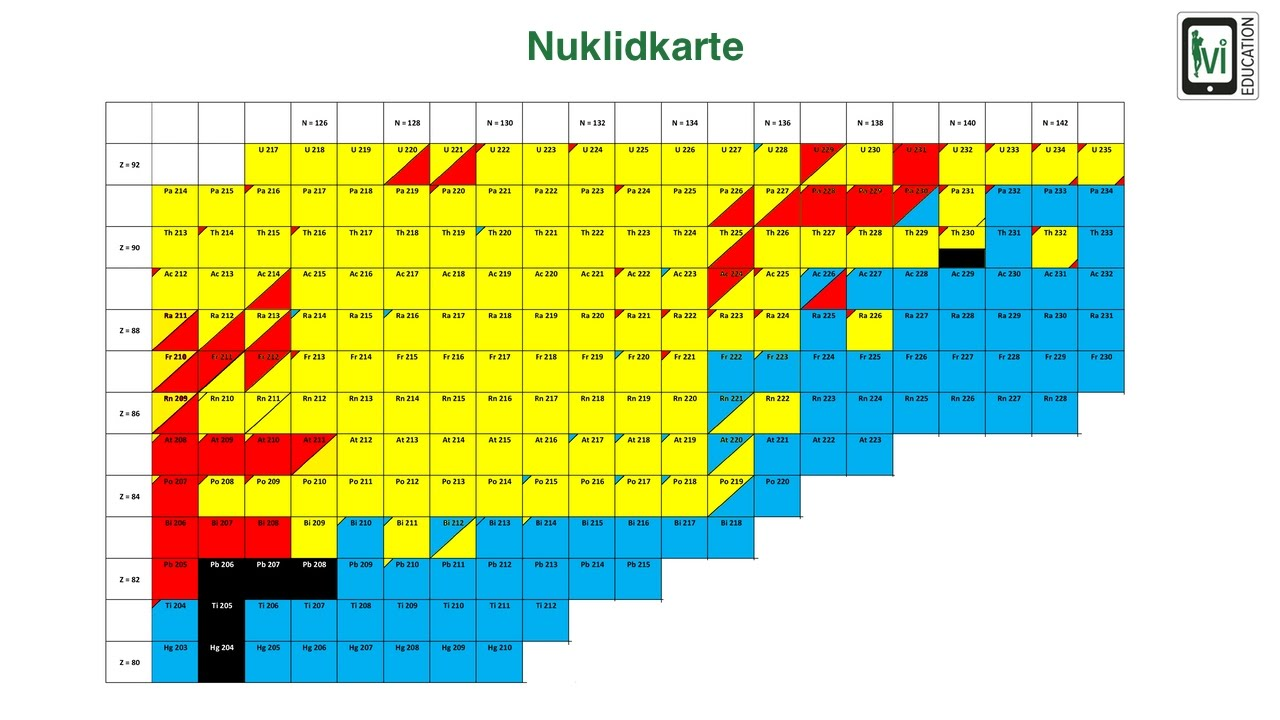 Nuklidkarte
Vi
EDUCATION
N = 126 N = 128 N = 130 N = 132 N = 134 N = 136 N = 138 N = 140 N = 142
Z = 92 U 217 U 218 U 219 U 220 U 221 U 222 U 223 U 224 U 225 U 226 U 227 U 228 U 229 U 230 U 231 U 232 U 233 U 234 U 235
Pa 214 Pa 215 Pa 216 Pa 217 Pa 218 Pa 219 Pa 220 Pa 221 Pa 222 Pa 223 Pa 224 Pa 225 Pa 226 Pa 227 Pa 228 Pa 229 Pa 230 Pa 231 Pa 232 Pa 233 Pa 234
Z = 90 Th 213 Th 214 Th 215 Th 216 Th 217 Th 218 Th 219 Th 220 Th 221 Th 222 Th 223 Th 224 Th 225 Th 226 Th 227 Th 228 Th 229 Th 230 Th 231 Th 232 Th 233
Ac 212 Ac 213 Ac 214 Ac 215 Ac 216 Ac 217 Ac 218 Ac 219 Ac 220 Ac 221 Ac 222 Ac 223 Ac 224 Ac 225 Ac 226 Ac 227 Ac 228 Ac 229 Ac 230 Ac 231 Ac 232
Z = 88 Ra 211 Ra 212 Ra 213 Ra 214 Ra 215 Ra 216 Ra 217 Ra 218 Ra 219 Ra 220 Ra 221 Ra 222 Ra 223 Ra 224 Ra 225 Ra 226 Ra 227 Ra 228 Ra 229 Ra 230 Ra 231
Fr 210 Fr 211 Fr 212 Fr 213 Fr 214 Fr 215 Fr 216 Fr 217 Fr 218 Fr 219 Fr 220 Fr 221 Fr 222 Fr 223 Fr 224 Fr 225 Fr 226 Fr 227 Fr 228 Fr 229 Fr 230
Z = 86 Rn 209 Rn 210 Rn 211 Rn 212 Rn 213 Rn 214 Rn 215 Rn 216 Rn 217 Rn 218 Rn 219 Rn 220 Rn 221 Rn 222 Rn 223 Rn 224 Rn 225 Rn 226 Rn 227 Rn 228
At 208 At 209 At 210 At 211 At 212 At 213 At 214 At 215 At 216 At 217 At 218 At 219 At 220 At 221 At 222 At 223
Z = 84 Po 207 Po 208 Po 209 Po 210 Po 211 Po 212 Po 213 Po 214 Po 215 Po 216 Po 217 Po 218 Po 219 Po 220
Bi 206 Bi 207 Bi 208 Bi 209 Bi 210 Bi 211 Bi 212 Bi 213 Bi 214 Bi 215 Bi 216 Bi 217 Bi 218
Z = 82 Pb 205 Pb 206 Pb 207 Pb 208 Pb 209 Pb 210 Pb 211 Pb 212 Pb 213 Pb 214 Pb 215
Ti 204 Ti 205 Ti 206 Ti 207 Ti 208 Ti 209 Ti 210 Ti 211 Ti 212
Z = 80 Hg 203 Hg 204 Hg 205 Hg 206 Hg 207 Hg 208 Hg 209 Hg 210